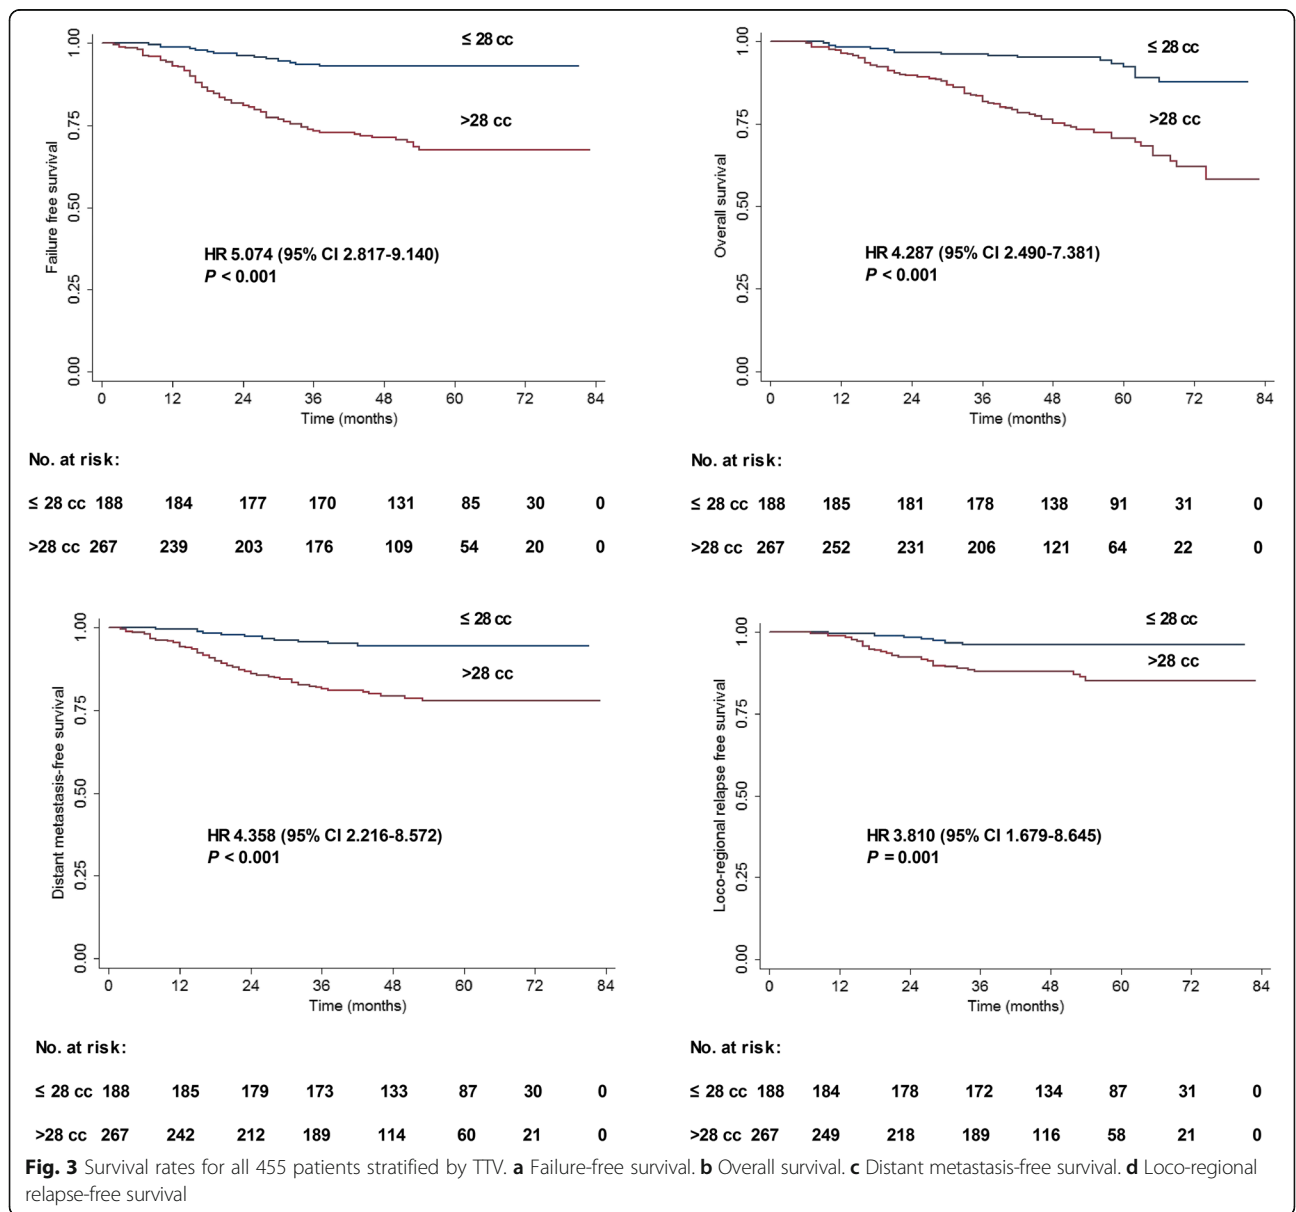 ≤ 28 cc
>28 cc
Failure free survival
1.00
0.75
0.50
0.25
0.00
HR 5.074 (95% CI 2.817-9.140)
P < 0.001
0 12 24 36 48 60 72 84
Time (months)
No. at risk:
≤ 28 cc 188 184 177 170 131 85 30 0
>28 cc 267 239 203 176 109 54 20 0
≤ 28 cc
>28 cc
Overall survival
1.00
0.75
0.50
0.25
0.00
HR 4.287 (95% CI 2.490-7.381)
P < 0.001
0 12 24 36 48 60 72 84
Time (months)
No. at risk:
≤ 28 cc 188 185 181 178 138 91 31 0
>28 cc 267 252 231 206 121 64 22 0
≤ 28 cc
>28 cc
Distant metastasis-free survival
1.00
0.75
0.50
0.25
0.00
HR 4.358 (95% CI 2.216-8.572)
P < 0.001
0 12 24 36 48 60 72 84
Time (months)
No. at risk:
≤ 28 cc 188 185 179 173 133 87 30 0
>28 cc 267 242 212 189 114 60 21 0
≤ 28 cc
>28 cc
Loco-regional relapse free survival
1.00
0.75
0.50
0.25
0.00
HR 3.810 (95% CI 1.679-8.645)
P = 0.001
0 12 24 36 48 60 72 84
Time (months)
No. at risk:
≤ 28 cc 188 184 178 172 134 87 31 0
>28 cc 267 249 218 189 116 58 21 0
Fig. 3 Survival rates for all 455 patients stratified by TTV. a Failure-free survival. b Overall survival. c Distant metastasis-free survival. d Loco-regional
relapse-free survival